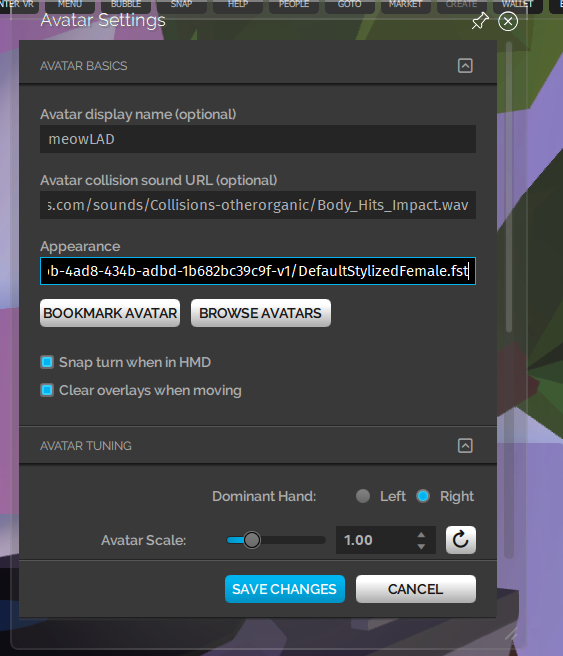 NTER VR MENU BUBBLE SNAP HELP PEOPLE GOTO MARKET CREATE WALLET
Avatar Settings
AVATAR BASICS
Avatar display name (optional)
meowLAD
Avatar collision sound URL (optional)
s.com/sounds/Collisions-otherorganic/Body_Hits_Impact.wav
Appearance
b-4ad8-434b-adbd-1b682bc39c9f-v1/DefaultStylizedFemale.fst
BOOKMARK AVATAR BROWSE AVATARS
Snap turn when in HMD
Clear overlays when moving
AVATAR TUNING
Dominant Hand: Left Right
Avatar Scale: 1.00
SAVE CHANGES CANCEL